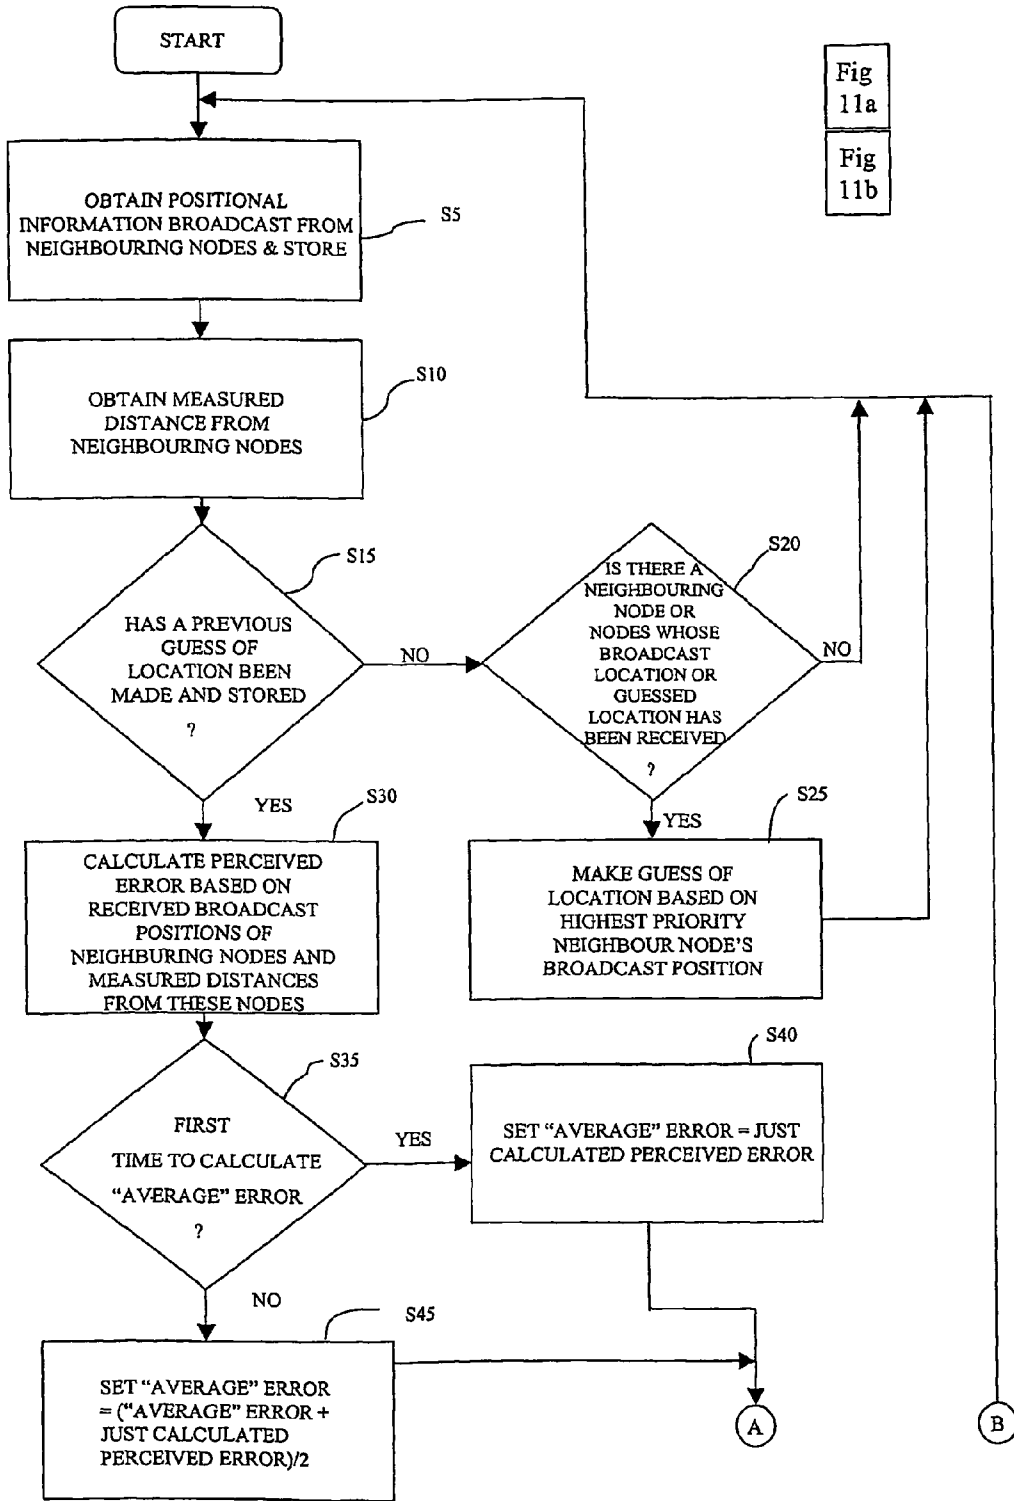 START
Fig
11a
Fig
11b
OBTAIN POSITIONAL
INFORMATION BROADCAST FROM
NEIGHBOURING NODES & STORE
S5
OBTAIN MEASURED
DISTANCE FROM
NEIGHBOURING NODES
S10
HAS A PREVIOUS
GUESS OF
LOCATION BEEN
MADE AND STORED
?
S15
NO
IS THERE A
NEIGHBOURING
NODE OR
NODES WHOSE
BROADCAST
LOCATION OR
GUESSED
LOCATION HAS
BEEN RECEIVED
?
S20
NO
YES
YES
S30
CALCULATE PERCEIVED
ERROR BASED ON
RECEIVED BROADCAST
POSITIONS OF
NEIGHBURING NODES AND
MEASURED DISTANCES
FROM THESE NODES
S25
MAKE GUESS OF
LOCATION BASED ON
HIGHEST PRIORITY
NEIGHBOUR NODE'S
BROADCAST POSITION
S35
FIRST
TIME TO CALCULATE
“AVERAGE” ERROR
?
YES
S40
SET “AVERAGE” ERROR = JUST
CALCULATED PERCEIVED ERROR
NO
S45
SET “AVERAGE” ERROR
= (“AVERAGE” ERROR +
JUST CALCULATED
PERCEIVED ERROR)/2
A
B